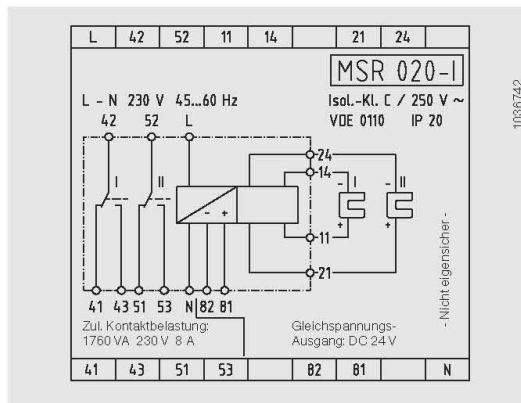 L 42 52 11 14 21 24
MSR 020-I
L - N 230 V 45...60 Hz
Isol.-Kl. C / 250 V ~
VDE 0110 IP 20
42 52 L
24
14
I II
- + - I - II
+ +
11
21
41 43 51 53 N 82 81
Zul. Kontaktbelastung:
1760 VA 230 V 8 A
Gleichspannungs-
Ausgang: DC 24 V
- Nicht eigensicher -
41 43 51 53 82 81 N
1036742